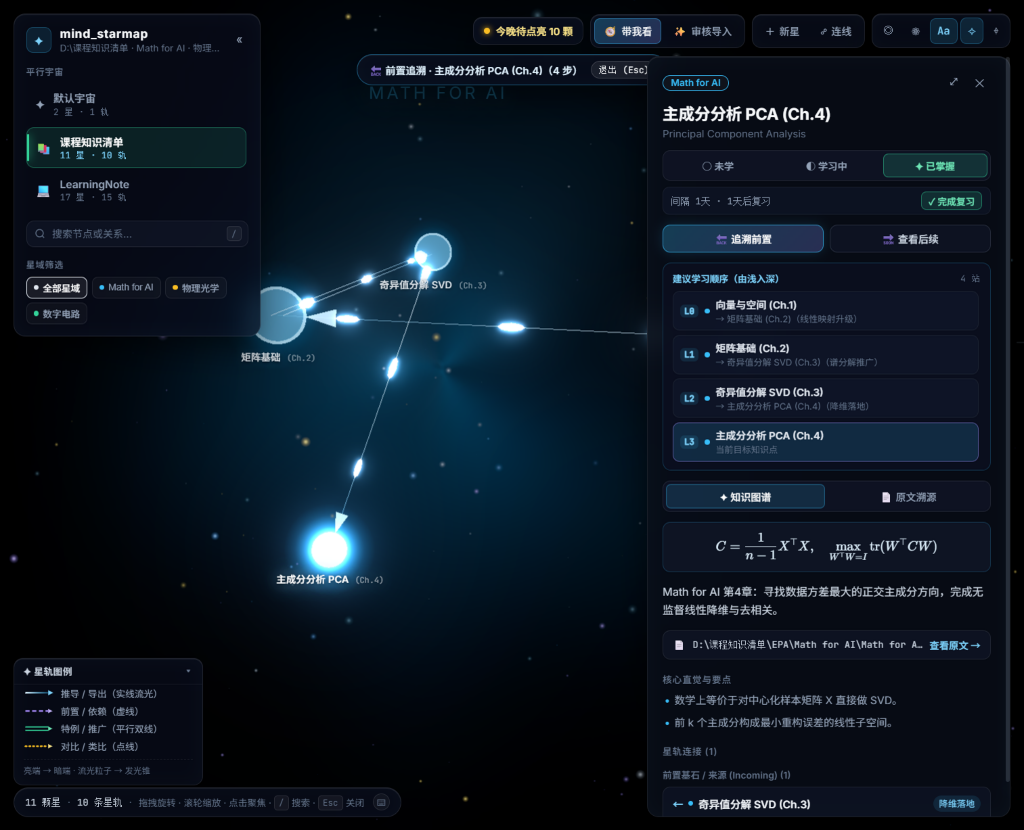 mind_starmap
D:\课程知识清单 · Math for AI · 物理...
«
平行宇宙
默认宇宙
2 星 · 1 轨
课程知识清单
11 星 · 10 轨
LearningNote
17 星 · 15 轨
搜索节点或关系... /
星域筛选
全部星域 Math for AI 物理光学
数字电路
今晚待点亮 10 颗
带我看 审核导入
+ 新星 连线
Aa
BACK 前置追溯 · 主成分分析 PCA (Ch.4)（4 步） 退出 (Esc)
MATH FOR AI
奇异值分解 SVD (Ch.3)
矩阵基础 (Ch.2)
主成分分析 PCA (Ch.4)
Math for AI
主成分分析 PCA (Ch.4)
Principal Component Analysis
未学 学习中 已掌握
间隔 1天 · 1天后复习 ✓ 完成复习
追溯前置 查看后续
建议学习顺序（由浅入深） 4 站
L0 向量与空间 (Ch.1)
→ 矩阵基础 (Ch.2)（线性映射升级）
L1 矩阵基础 (Ch.2)
→ 奇异值分解 SVD (Ch.3)（谱分解推广）
L2 奇异值分解 SVD (Ch.3)
→ 主成分分析 PCA (Ch.4)（降维落地）
L3 主成分分析 PCA (Ch.4)
当前目标知识点
✦ 知识图谱 原文溯源
C = 1/(n − 1) X⊤X, max W⊤W=I tr(W⊤CW)
Math for AI 第4章：寻找数据方差最大的正交主成分方向，完成无
监督线性降维与去相关。
D:\课程知识清单\EPA\Math for AI\Math for A… 查看原文 →
核心直觉与要点
• 数学上等价于对中心化样本矩阵 X 直接做 SVD。
• 前 k 个主成分构成最小重构误差的线性子空间。
星轨连接 (1)
前置基石 / 来源 (Incoming) (1)
← 奇异值分解 SVD (Ch.3) 降维落地
✦ 星轨图例
推导 / 导出（实线流光）
前置 / 依赖（虚线）
特例 / 推广（平行双线）
对比 / 类比（点线）
亮端 → 暗端 · 流光粒子 → 发光锥
11 颗星 · 10 条星轨 · 拖拽旋转 · 滚轮缩放 · 点击聚焦 · / 搜索 · Esc 关闭